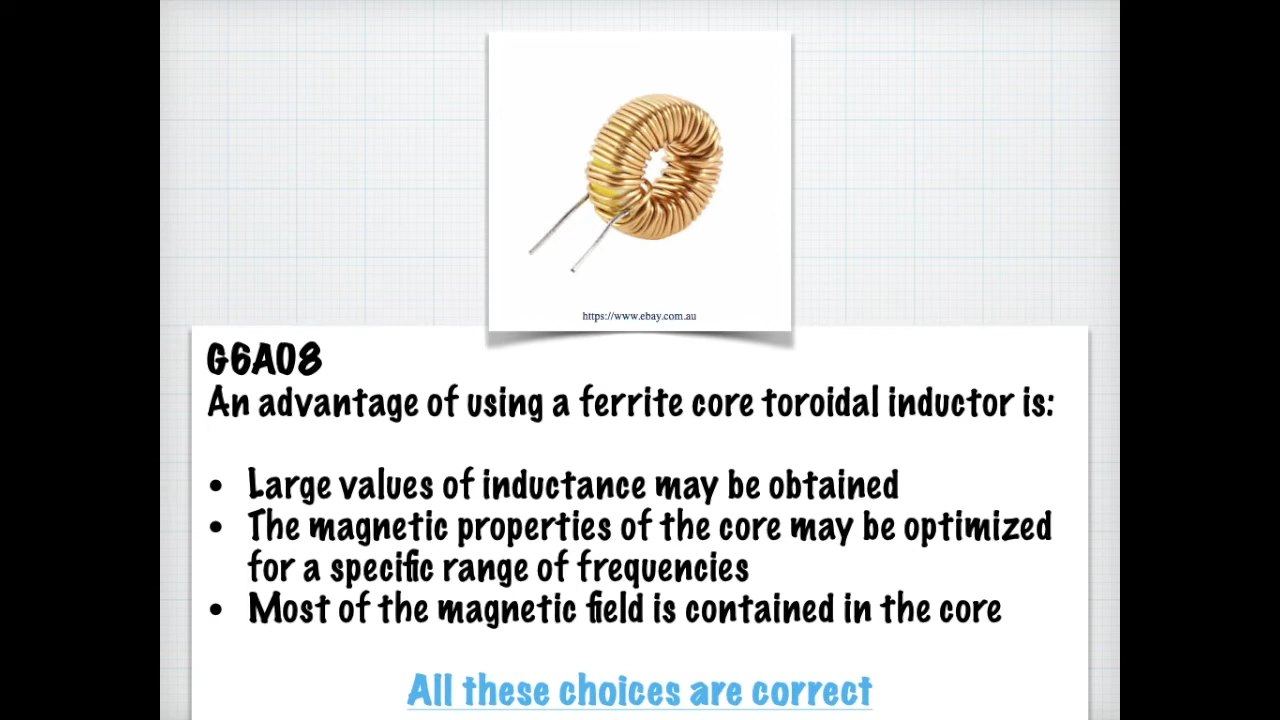 https://www.ebay.com.au
G6A08
An advantage of using a ferrite core toroidal inductor is:
• Large values of inductance may be obtained
• The magnetic properties of the core may be optimized
for a specific range of frequencies
• Most of the magnetic field is contained in the core
All these choices are correct